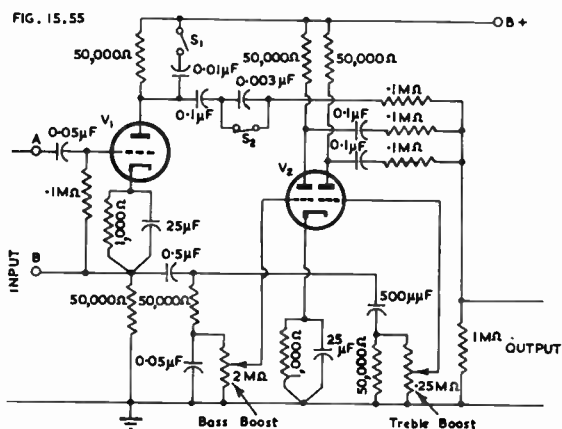 FIG. 15.55
B+
50,000Ω
S₁
0·01µF
50,000Ω
50,000Ω
0·003µF
0·1µF
S₂
·1MΩ
0·1µF
·1MΩ
0·1µF
·1MΩ
A
0·05µF
V₁
V₂
·1MΩ
1,000Ω
25µF
INPUT
B
0·5µF
500µµF
50,000Ω
50,000Ω
0·05µF
2MΩ
1,000Ω
25
µF
50,000Ω
·25MΩ
1MΩ
OUTPUT
Bass Boost
Treble Boost